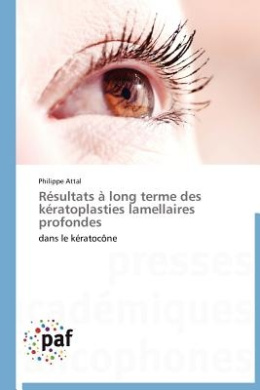 Philippe Attal
Résultats à long terme des
kératoplasties lamellaires
profondes
dans le kératocône
presses
académiques
francophones
paf